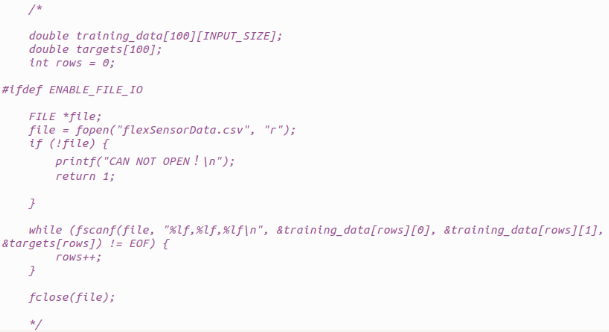 /*
double training_data[100][INPUT_SIZE];
double targets[100];
int rows = 0;
#ifdef ENABLE_FILE_IO
FILE *file;
file = fopen("flexSensorData.csv", "r");
if (!file) {
printf("CAN NOT OPEN！\n");
return 1;
}
while (fscanf(file, "%lf,%lf,%lf\n", &training_data[rows][0], &training_data[rows][1],
&targets[rows]) != EOF) {
rows++;
}
fclose(file);
*/